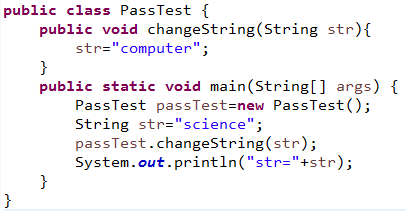 public class PassTest {
    public void changeString(String str){
        str="computer";
    }
    public static void main(String[] args) {
        PassTest passTest=new PassTest();
        String str="science";
        passTest.changeString(str);
        System.out.println("str="+str);
    }
}